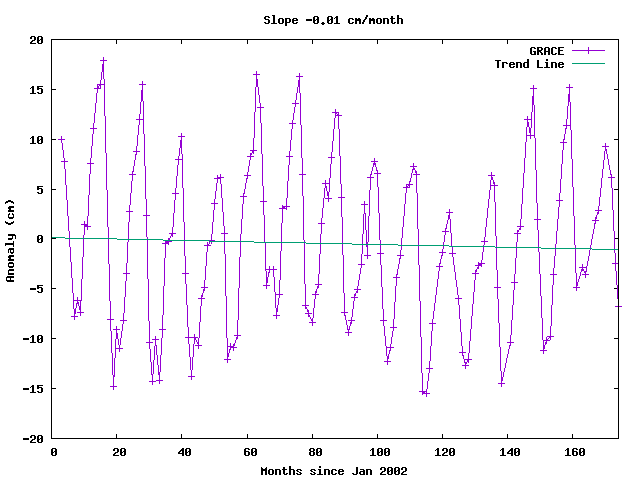 Slope -0.01 cm/month
GRACE
Trend Line
20
15
10
5
0
-5
-10
-15
-20
Anomaly (cm)
0 20 40 60 80 100 120 140 160
Months since Jan 2002